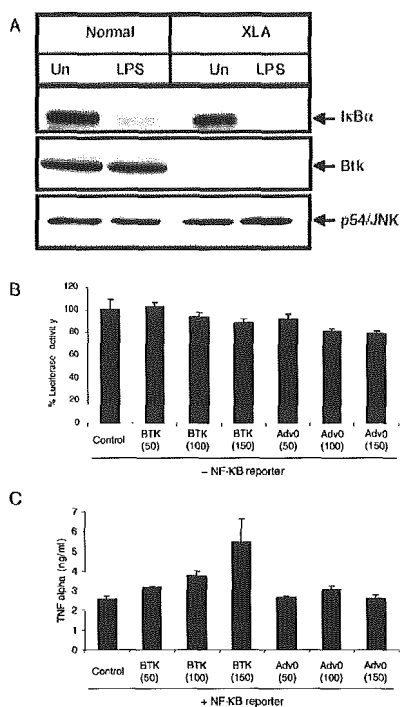 A
Normal XLA
Un LPS Un LPS
IκBα
Btk
p54/JNK
B
% Luciferase activity
120
100
80
60
40
20
0
Control BTK (50) BTK (100) BTK (150) Adv0 (50) Adv0 (100) Adv0 (150)
– NF-KB reporter
C
TNF alpha (ng/ml)
7
6
5
4
3
2
1
0
Control BTK (50) BTK (100) BTK (150) Adv0 (50) Adv0 (100) Adv0 (150)
+ NF-KB reporter